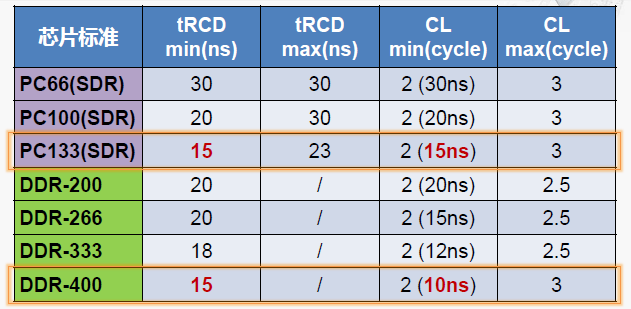 芯片标准 tRCD min(ns) tRCD max(ns) CL min(cycle) CL max(cycle)
PC66(SDR) 30 30 2 (30ns) 3
PC100(SDR) 20 30 2 (20ns) 3
PC133(SDR) 15 23 2 (15ns) 3
DDR-200 20 / 2 (20ns) 2.5
DDR-266 20 / 2 (15ns) 2.5
DDR-333 18 / 2 (12ns) 2.5
DDR-400 15 / 2 (10ns) 3